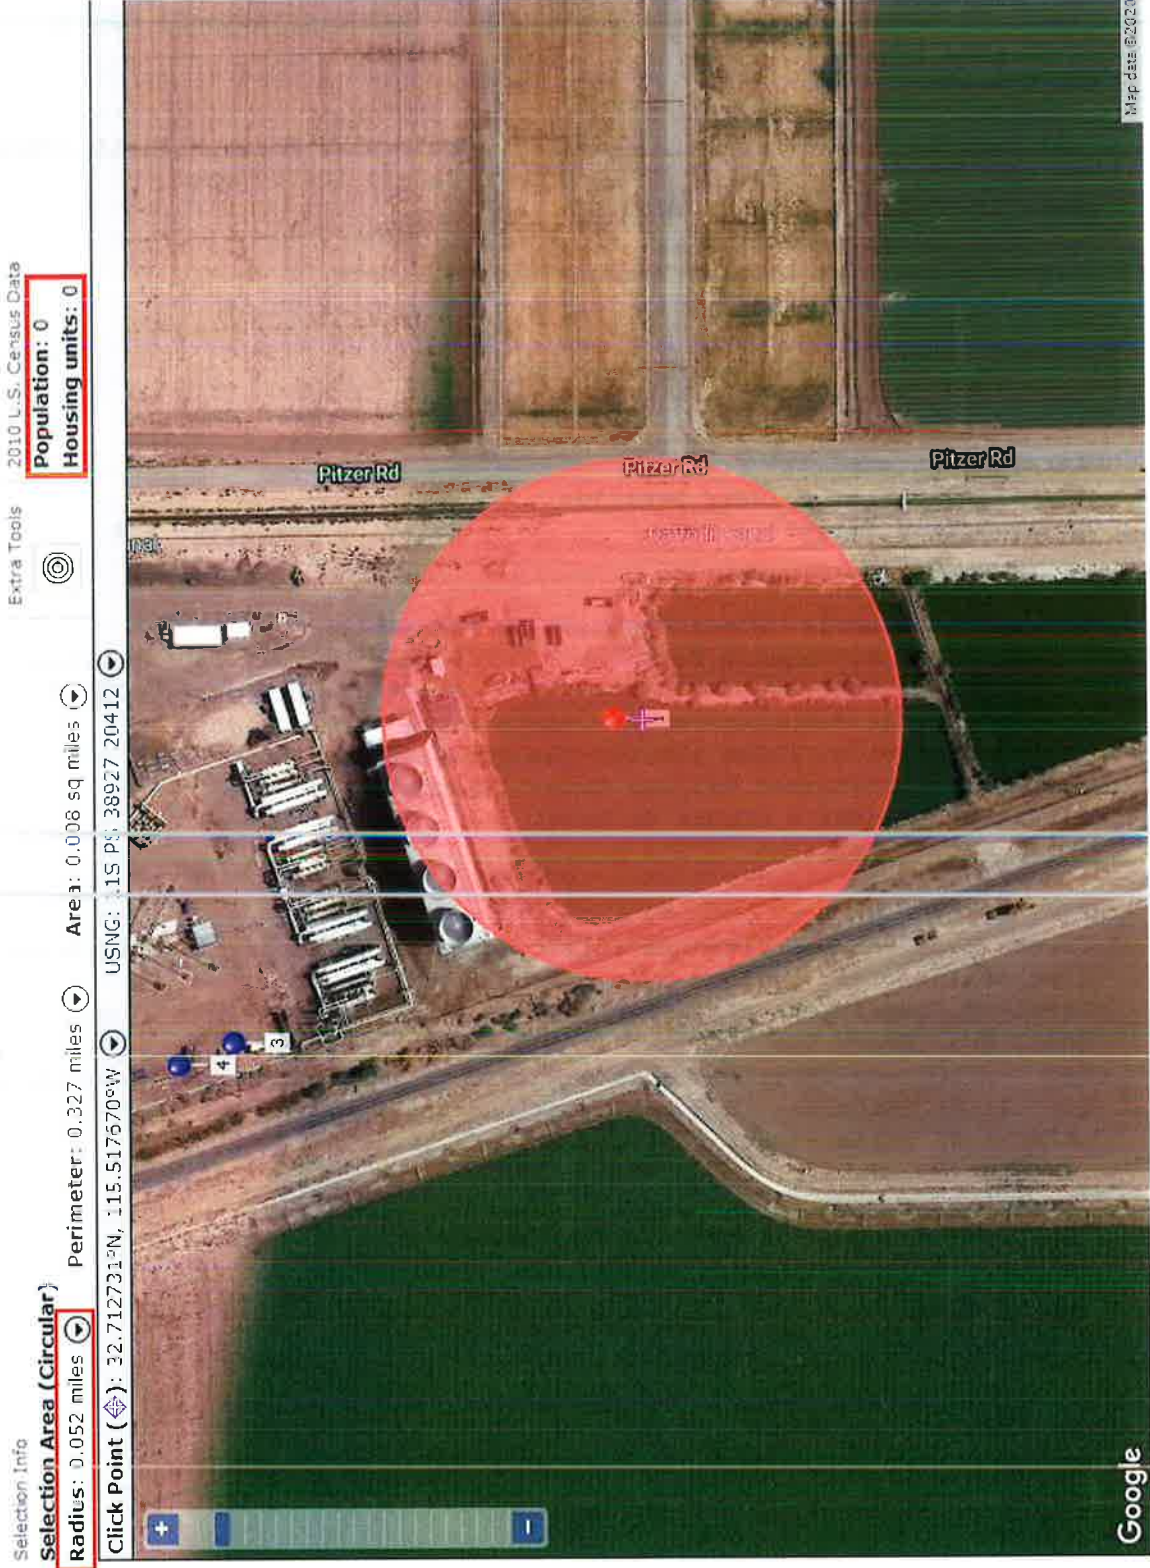 Selection Info
Selection Area (Circular)
Radius: 0.052 miles
Perimeter: 0.327 miles
Area: 0.008 sq miles
Extra Tools
2010 U.S. Census Data
Population: 0
Housing units: 0
Click Point ( ): 32.712731°N, 115.517670°W
USNG: 11S PS 38927 20412
4
3
Pitzer Rd
Pitzer Rd
Pitzer Rd
1
+
−
Google
Map data ©2020